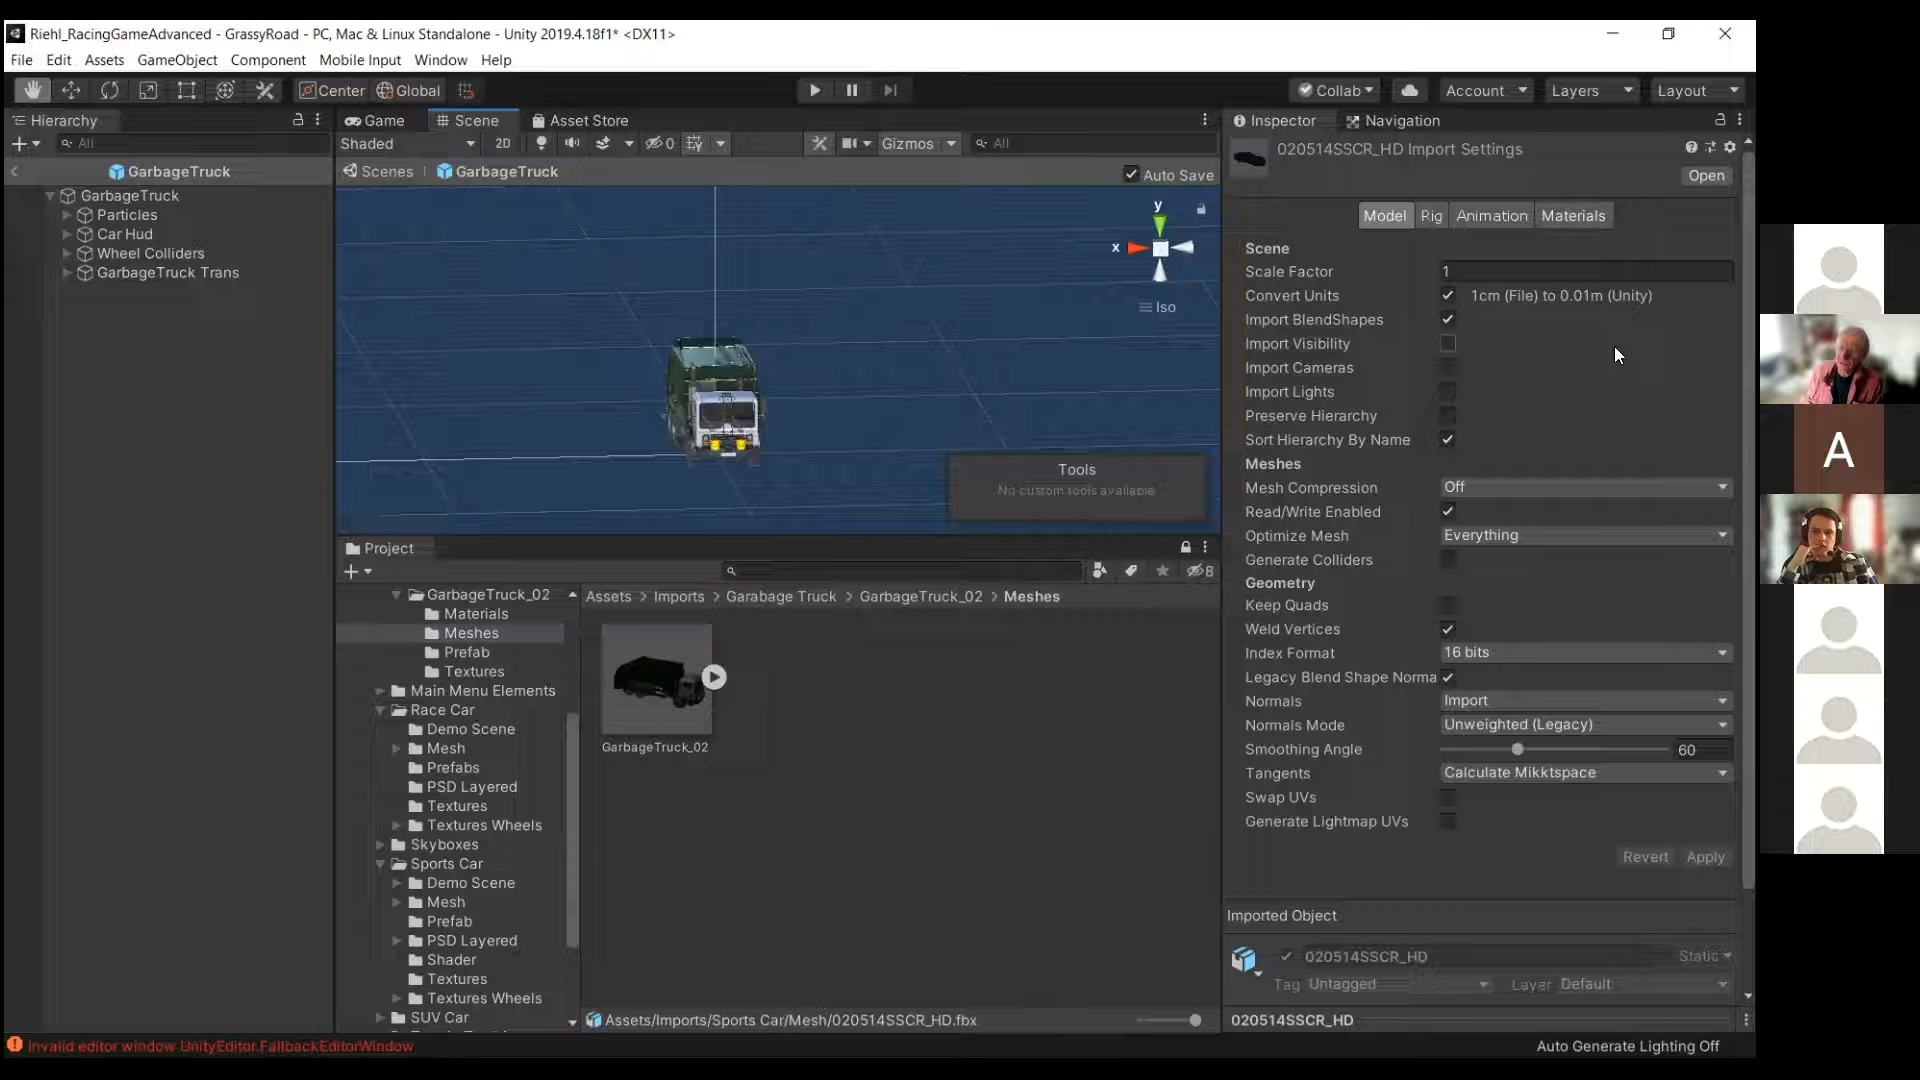 Riehl_RacingGameAdvanced - GrassyRoad - PC, Mac & Linux Standalone - Unity 2019.4.18f1* <DX11>
File Edit Assets GameObject Component Mobile Input Window Help
Center Global Collab Account Layers Layout
Hierarchy
All
GarbageTruck
GarbageTruck
Particles
Car Hud
Wheel Colliders
GarbageTruck Trans
Game Scene Asset Store
Shaded 2D 0 Gizmos All
Scenes GarbageTruck Auto Save
y
x
Iso
Tools
No custom tools available
Project
8
GarbageTruck_02
Materials
Meshes
Prefab
Textures
Main Menu Elements
Race Car
Demo Scene
Mesh
Prefabs
PSD Layered
Textures
Textures Wheels
Skyboxes
Sports Car
Demo Scene
Mesh
Prefab
PSD Layered
Shader
Textures
Textures Wheels
SUV Car
Assets > Imports > Garabage Truck > GarbageTruck_02 > Meshes
GarbageTruck_02
Assets/Imports/Sports Car/Mesh/020514SSCR_HD.fbx
Inspector Navigation
020514SSCR_HD Import Settings
Open
Model Rig Animation Materials
Scene
Scale Factor 1
Convert Units 1cm (File) to 0.01m (Unity)
Import BlendShapes
Import Visibility
Import Cameras
Import Lights
Preserve Hierarchy
Sort Hierarchy By Name
Meshes
Mesh Compression Off
Read/Write Enabled
Optimize Mesh Everything
Generate Colliders
Geometry
Keep Quads
Weld Vertices
Index Format 16 bits
Legacy Blend Shape Norma
Normals Import
Normals Mode Unweighted (Legacy)
Smoothing Angle 60
Tangents Calculate Mikktspace
Swap UVs
Generate Lightmap UVs
Revert Apply
Imported Object
020514SSCR_HD Static
Tag Untagged Layer Default
020514SSCR_HD
Invalid editor window UnityEditor.FallbackEditorWindow
Auto Generate Lighting Off
A